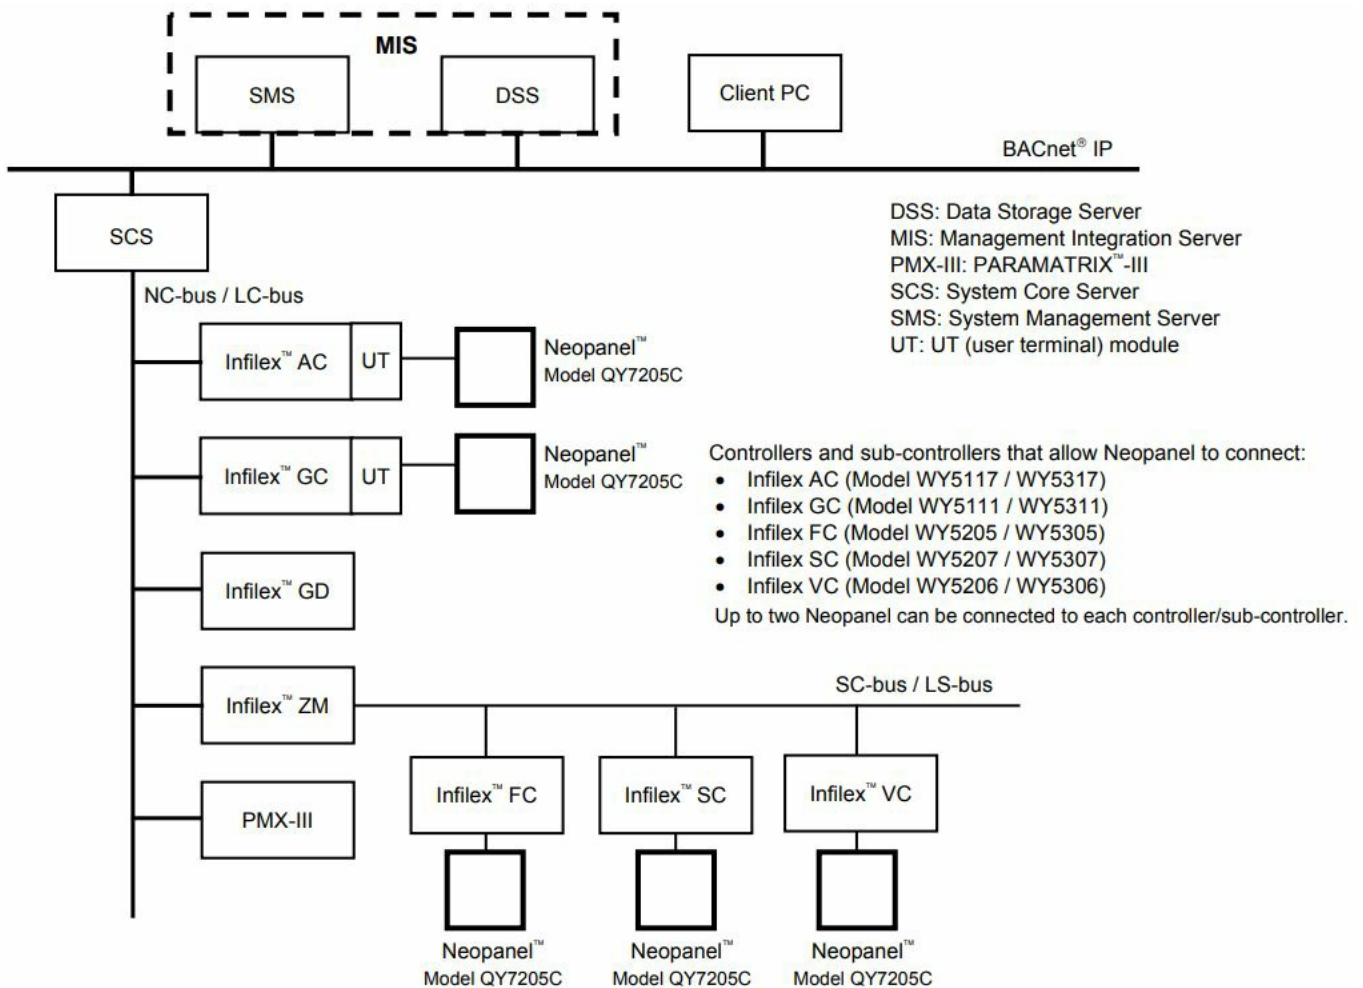 MIS
SMS
DSS
Client PC
BACnet® IP
SCS
DSS: Data Storage Server
MIS: Management Integration Server
PMX-III: PARAMATRIX™-III
SCS: System Core Server
SMS: System Management Server
UT: UT (user terminal) module
NC-bus / LC-bus
Infilex™ AC
UT
Neopanel™
Model QY7205C
Infilex™ GC
UT
Neopanel™
Model QY7205C
Controllers and sub-controllers that allow Neopanel to connect:
• Infilex AC (Model WY5117 / WY5317)
• Infilex GC (Model WY5111 / WY5311)
• Infilex FC (Model WY5205 / WY5305)
• Infilex SC (Model WY5207 / WY5307)
• Infilex VC (Model WY5206 / WY5306)
Up to two Neopanel can be connected to each controller/sub-controller.
Infilex™ GD
Infilex™ ZM
SC-bus / LS-bus
Infilex™ FC
Infilex™ SC
Infilex™ VC
PMX-III
Neopanel™
Model QY7205C
Neopanel™
Model QY7205C
Neopanel™
Model QY7205C